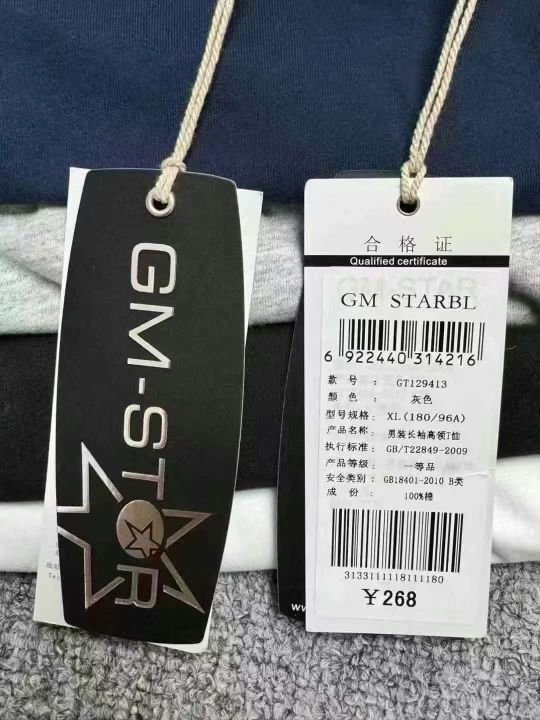 GM-STAR
合格证
Qualified certificate
GM STARBL
6 922440 314216
款号: GT129413
颜色: 灰色
型号规格: XL(180/96A)
产品名称: 男装长袖高领T恤
执行标准: GB/T22849-2009
产品等级: 一等品
安全类别: GB18401-2010 B类
成份: 100%棉
3133111118111180
¥268
www
Tel